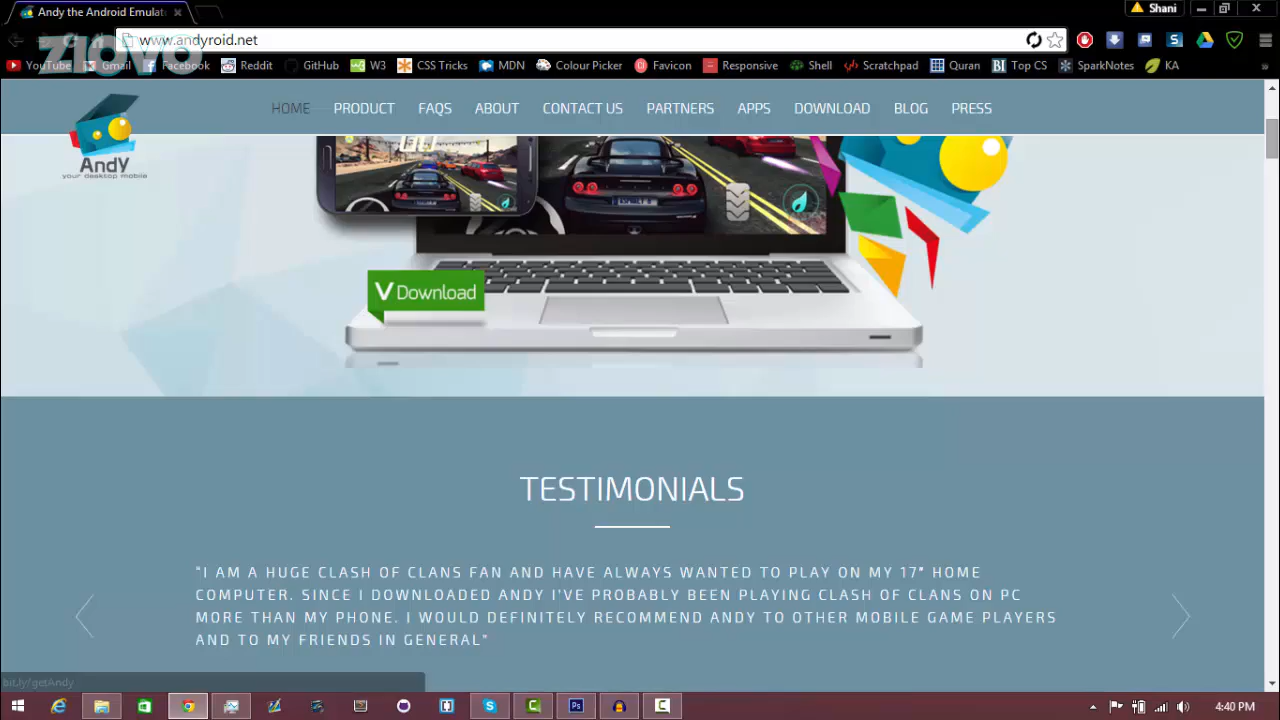 Andy the Android Emulat
Shani
ziovo
www.andyroid.net
YouTube Gmail Facebook Reddit GitHub W3 CSS Tricks MDN Colour Picker Favicon Responsive Shell Scratchpad Quran Top CS SparkNotes KA »
HOME PRODUCT FAQS ABOUT CONTACT US PARTNERS APPS DOWNLOAD BLOG PRESS
AndY
your desktop mobile
Download
TESTIMONIALS
"I AM A HUGE CLASH OF CLANS FAN AND HAVE ALWAYS WANTED TO PLAY ON MY 17" HOME
COMPUTER. SINCE I DOWNLOADED ANDY I'VE PROBABLY BEEN PLAYING CLASH OF CLANS ON PC
MORE THAN MY PHONE. I WOULD DEFINITELY RECOMMEND ANDY TO OTHER MOBILE GAME PLAYERS
AND TO MY FRIENDS IN GENERAL"
bit.ly/getAndy
4:40 PM